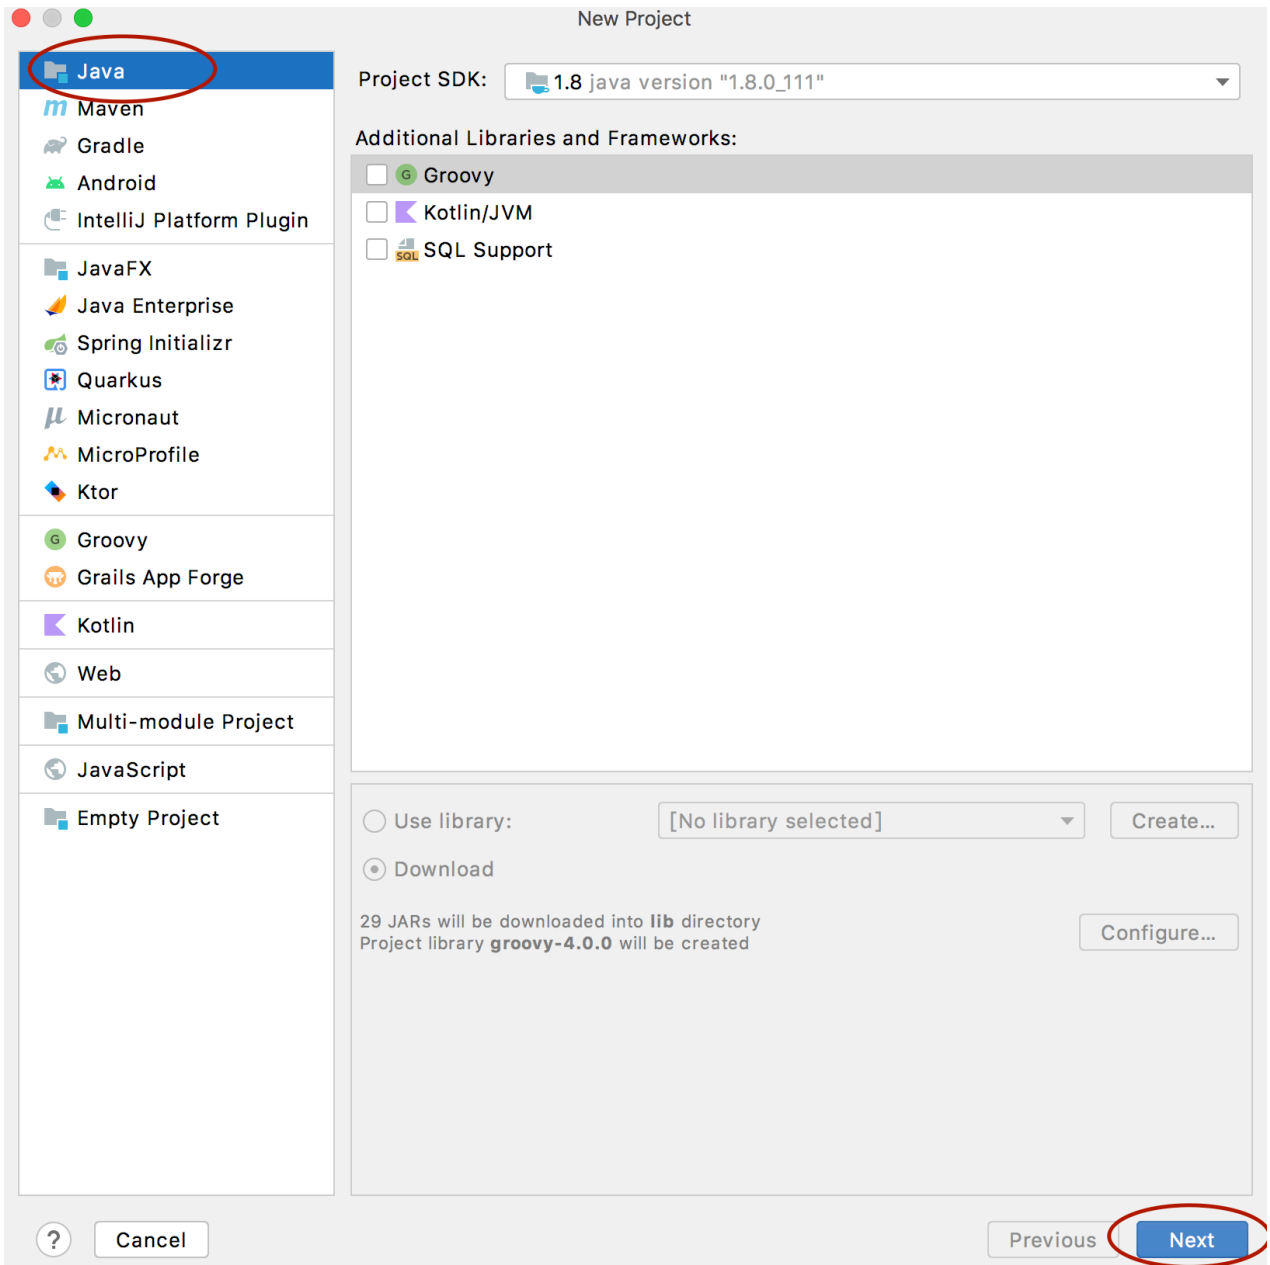 New Project
Java
Maven
Gradle
Android
IntelliJ Platform Plugin
JavaFX
Java Enterprise
Spring Initializr
Quarkus
Micronaut
MicroProfile
Ktor
Groovy
Grails App Forge
Kotlin
Web
Multi-module Project
JavaScript
Empty Project
Project SDK: 1.8 java version "1.8.0_111"
Additional Libraries and Frameworks:
G Groovy
Kotlin/JVM
SQL SQL Support
Use library: [No library selected] Create...
Download
29 JARs will be downloaded into lib directory
Project library groovy-4.0.0 will be created
Configure...
? Cancel Previous Next